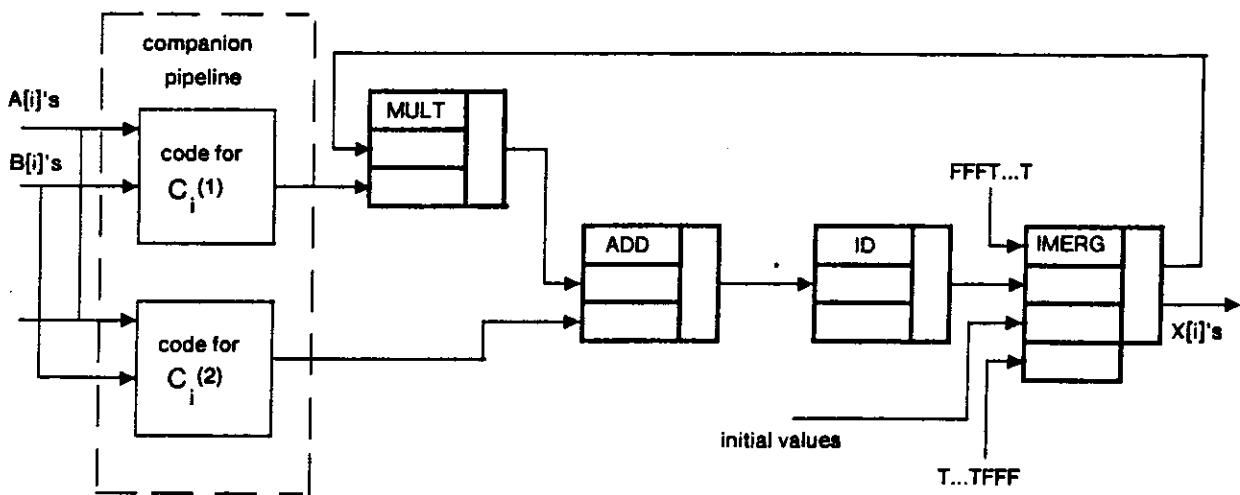 companion
pipeline
A[i]'s
B[i]'s
code for
C_i(1)
MULT
FFFT...T
ADD
ID
IMERG
X[i]'s
code for
C_i(2)
initial values
T...TFFF